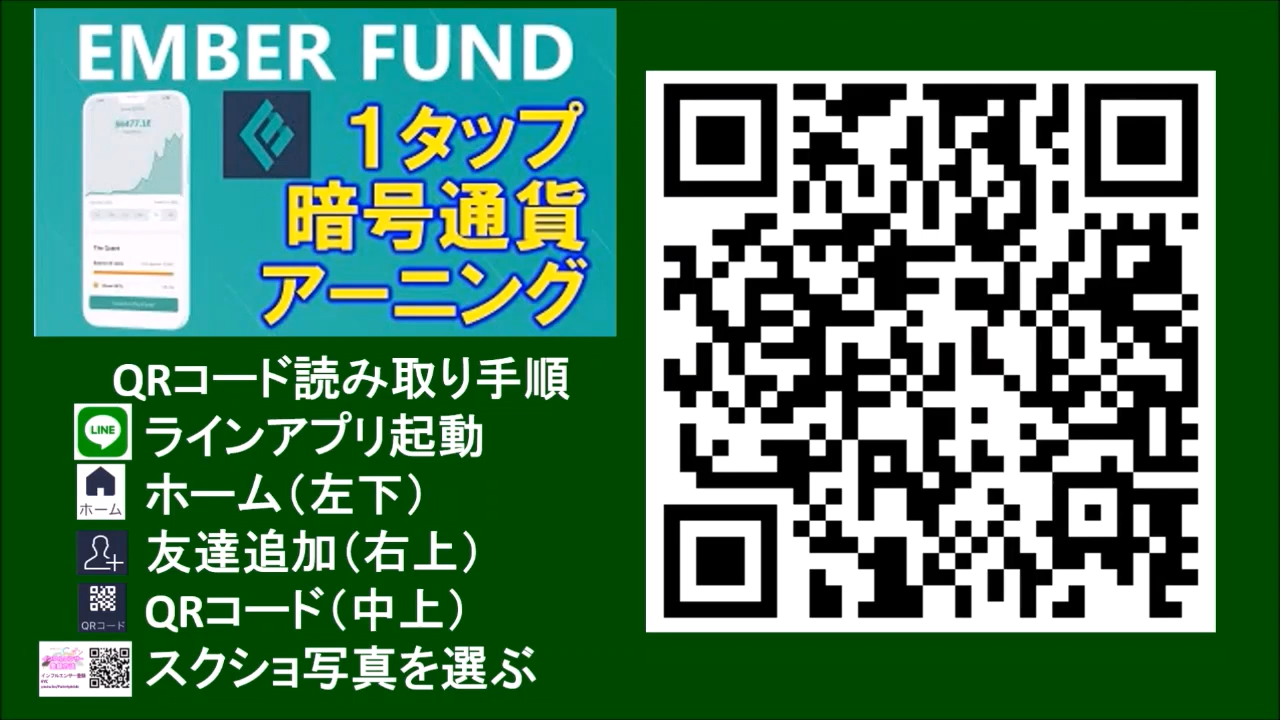 EMBER FUND
$6477.18
1タップ
暗号通貨
アーニング
QRコード読み取り手順
LINE
ラインアプリ起動
ホーム
ホーム(左下)
友達追加(右上)
QRコード
QRコード(中上)
スクショ写真を選ぶ